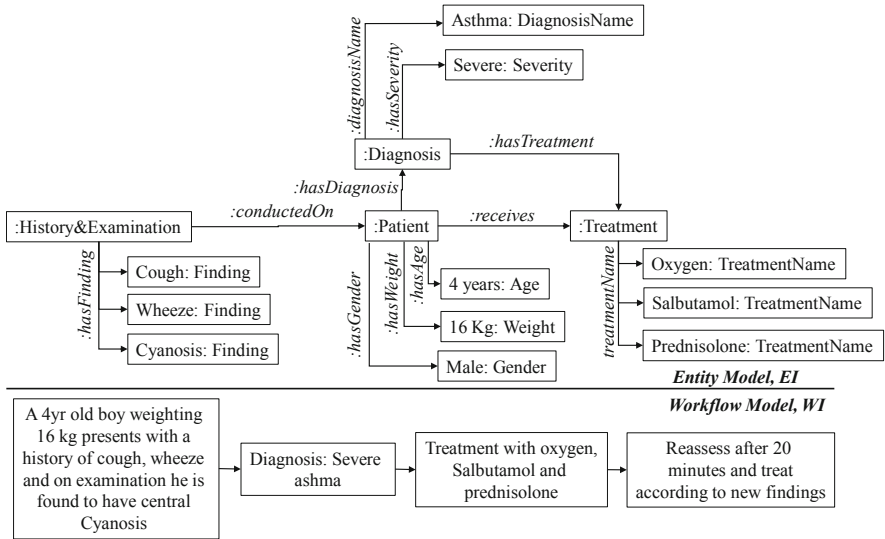 Asthma: DiagnosisName
:diagnosisName
:hasSeverity
Severe: Severity
:hasTreatment
:Diagnosis
:hasDiagnosis
:conductedOn
:receives
:History&Examination
:Patient
:Treatment
:hasFinding
Cough: Finding
Wheeze: Finding
Cyanosis: Finding
:hasGender
:hasWeight
:hasAge
4 years: Age
16 Kg: Weight
Male: Gender
treatmentName
Oxygen: TreatmentName
Salbutamol: TreatmentName
Prednisolone: TreatmentName
Entity Model, EI
Workflow Model, WI
A 4yr old boy weighting
16 kg presents with a
history of cough, wheeze
and on examination he is
found to have central
Cyanosis
Diagnosis: Severe
ashma
Treatment with oxygen,
Salbutamol and
prednisolone
Reassess after 20
minutes and treat
according to new findings